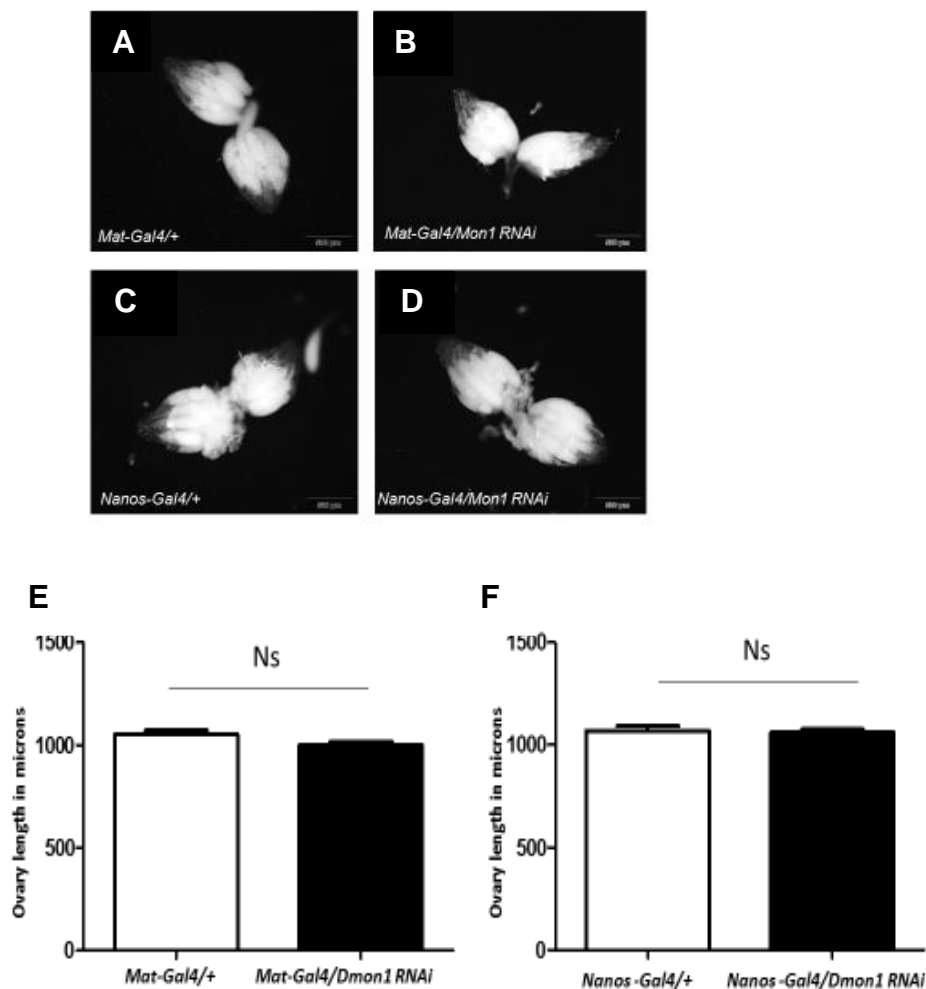 A
B
Mat-Gal4/+
Mat-Gal4/Mon1 RNAi
C
D
Nanos-Gal4/+
Nanos-Gal4/Mon1 RNAi
E
F
Ovary length in microns
1500
1000
500
0
Ns
Mat-Gal4/+
Mat-Gal4/Dmon1 RNAi
Ovary length in microns
1500
1000
500
0
Ns
Nanos-Gal4/+
Nanos-Gal4/Dmon1 RNAi